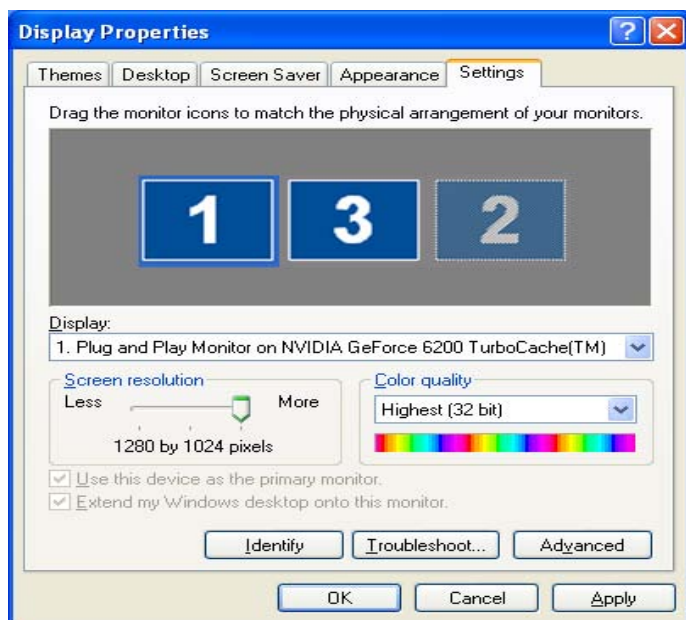 Display Properties
Themes Desktop Screen Saver Appearance Settings
Drag the monitor icons to match the physical arrangement of your monitors.
1 3 2
Display:
1. Plug and Play Monitor on NVIDIA GeForce 6200 TurboCache(TM)
Screen resolution Color quality
Less More Highest (32 bit)
1280 by 1024 pixels
Use this device as the primary monitor.
Extend my Windows desktop onto this monitor.
Identify Troubleshoot... Advanced
OK Cancel Apply